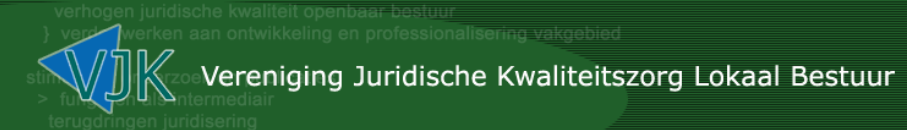 verhogen juridische kwaliteit openbaar bestuur
} werken aan ontwikkeling en professionalisering vakgebied
VJK
Vereniging Juridische Kwaliteitszorg Lokaal Bestuur
> als intermediair
terugdringen juridisering